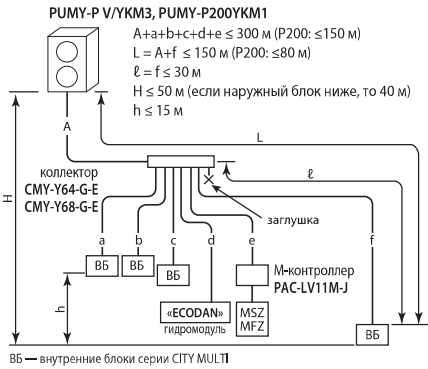 PUMY-P V/YKM3, PUMY-P200YKM1
A+a+b+c+d+e ≤ 300 м (P200: ≤150 м)
L = A+f ≤ 150 м (P200: ≤80 м)
ℓ = f ≤ 30 м
H ≤ 50 м (если наружный блок ниже, то 40 м)
h ≤ 15 м
A
L
H
коллектор
CMY-Y64-G-E
CMY-Y68-G-E
ℓ
заглушка
a
b
c
d
e
f
ВБ
ВБ
ВБ
М-контроллер
PAC-LV11M-J
h
«ECODAN»
гидромодуль
MSZ
MFZ
ВБ
ВБ — внутренние блоки серии CITY MULTI